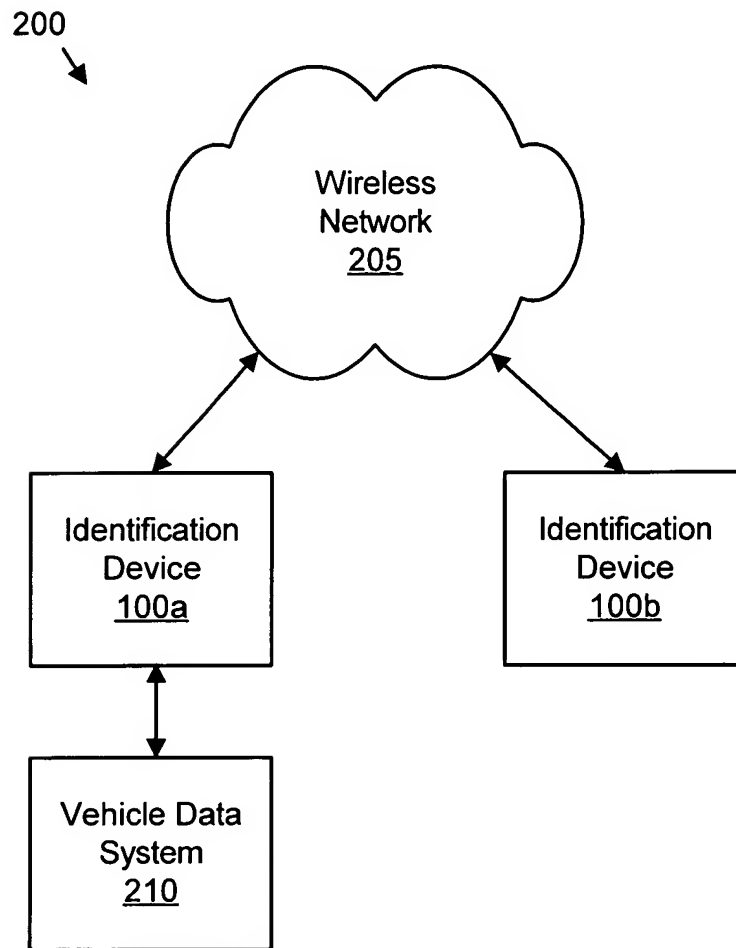 200
Wireless
Network
205
Identification
Device
100a
Identification
Device
100b
Vehicle Data
System
210